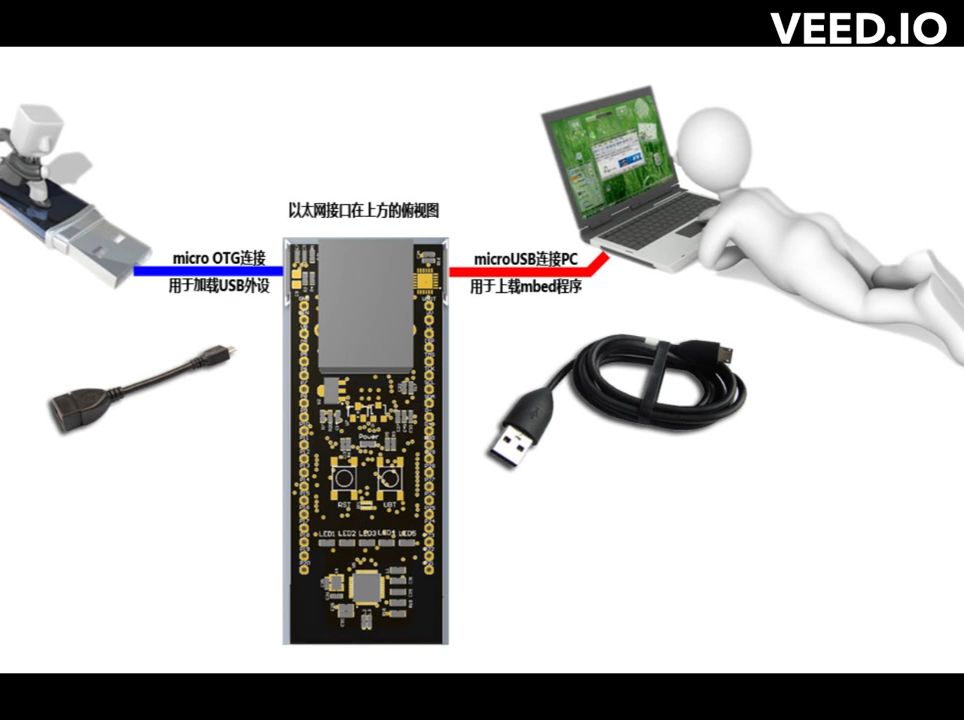 VEED.IO
以太网接口在上方的俯视图
micro OTG连接
用于加载USB外设
microUSB连接PC
用于上载mbed程序
Power
RST
UBT
LED1 LED2 LED3 LED4 LED5